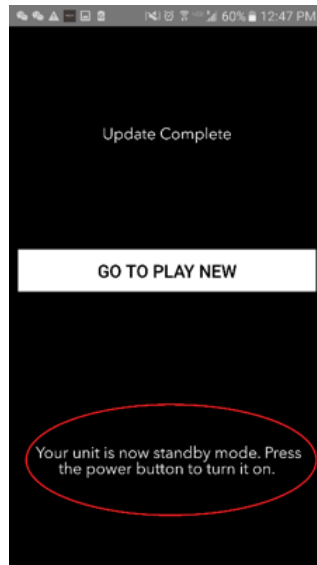 60% 12:47 PM
Update Complete
GO TO PLAY NEW
Your unit is now standby mode. Press
the power button to turn it on.